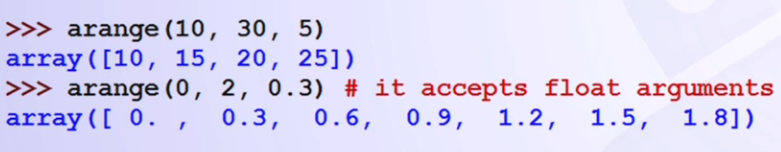 >>> arange(10, 30, 5)
array([10, 15, 20, 25])
>>> arange(0, 2, 0.3) # it accepts float arguments
array([ 0. ,  0.3,  0.6,  0.9,  1.2,  1.5,  1.8])